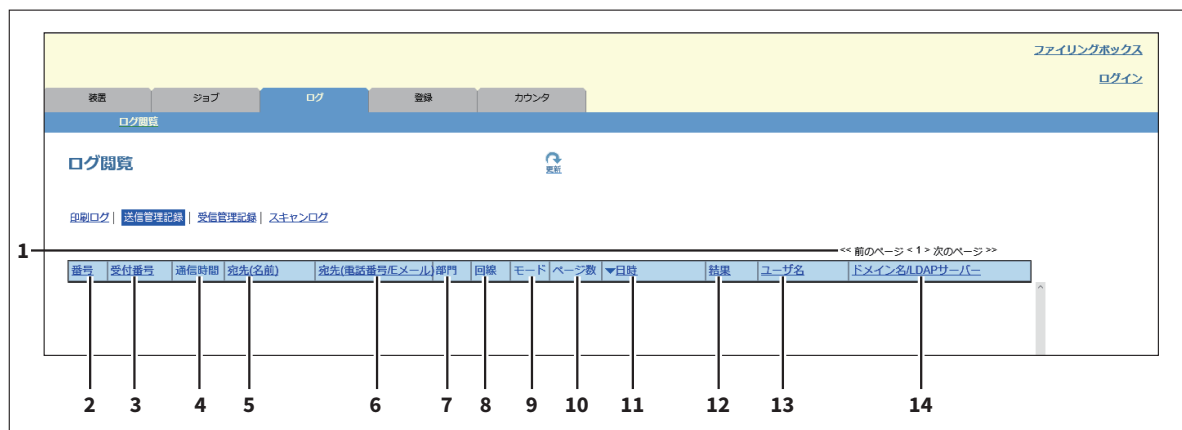 ファイリングボックス
ログイン
装置 ジョブ ログ 登録 カウンタ
ログ閲覧
ログ閲覧
更新
印刷ログ | 送信管理記録 | 受信管理記録 | スキャンログ
1
<< 前のページ < 1 > 次のページ >>
番号 受付番号 通信時間 宛先(名前) 宛先(電話番号/Eメール) 部門 回線 モード ページ数 ▼日時 結果 ユーザ名 ドメイン名/LDAPサーバー
2 3 4 5 6 7 8 9 10 11 12 13 14